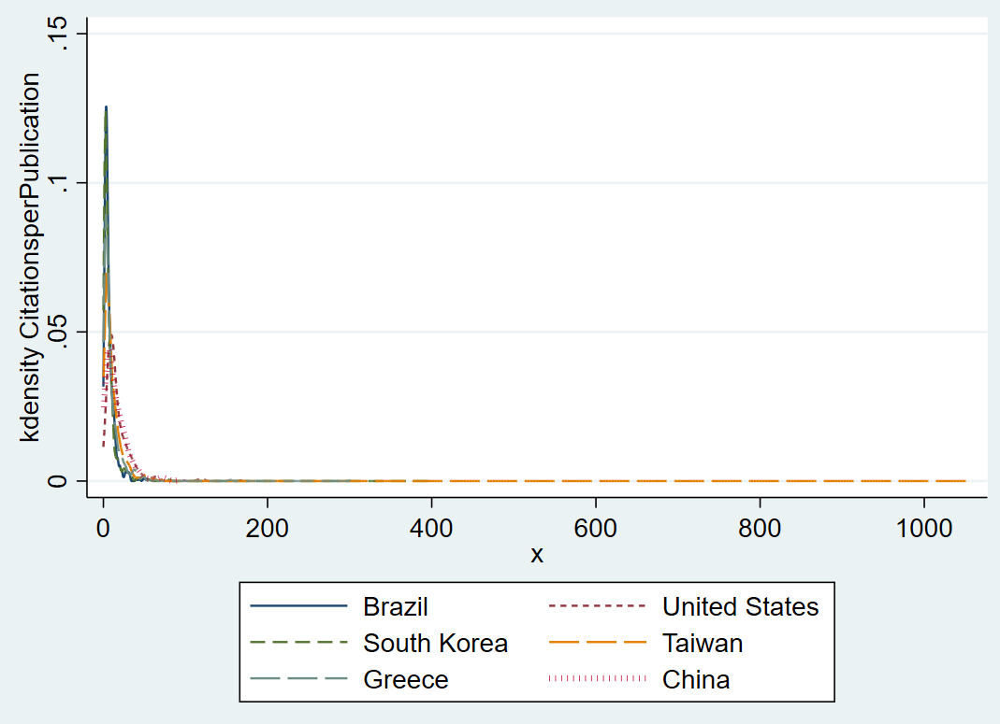 kdensity CitationsperPublication
.15
.1
.05
0
0 200 400 600 800 1000
x
Brazil United States
South Korea Taiwan
Greece China